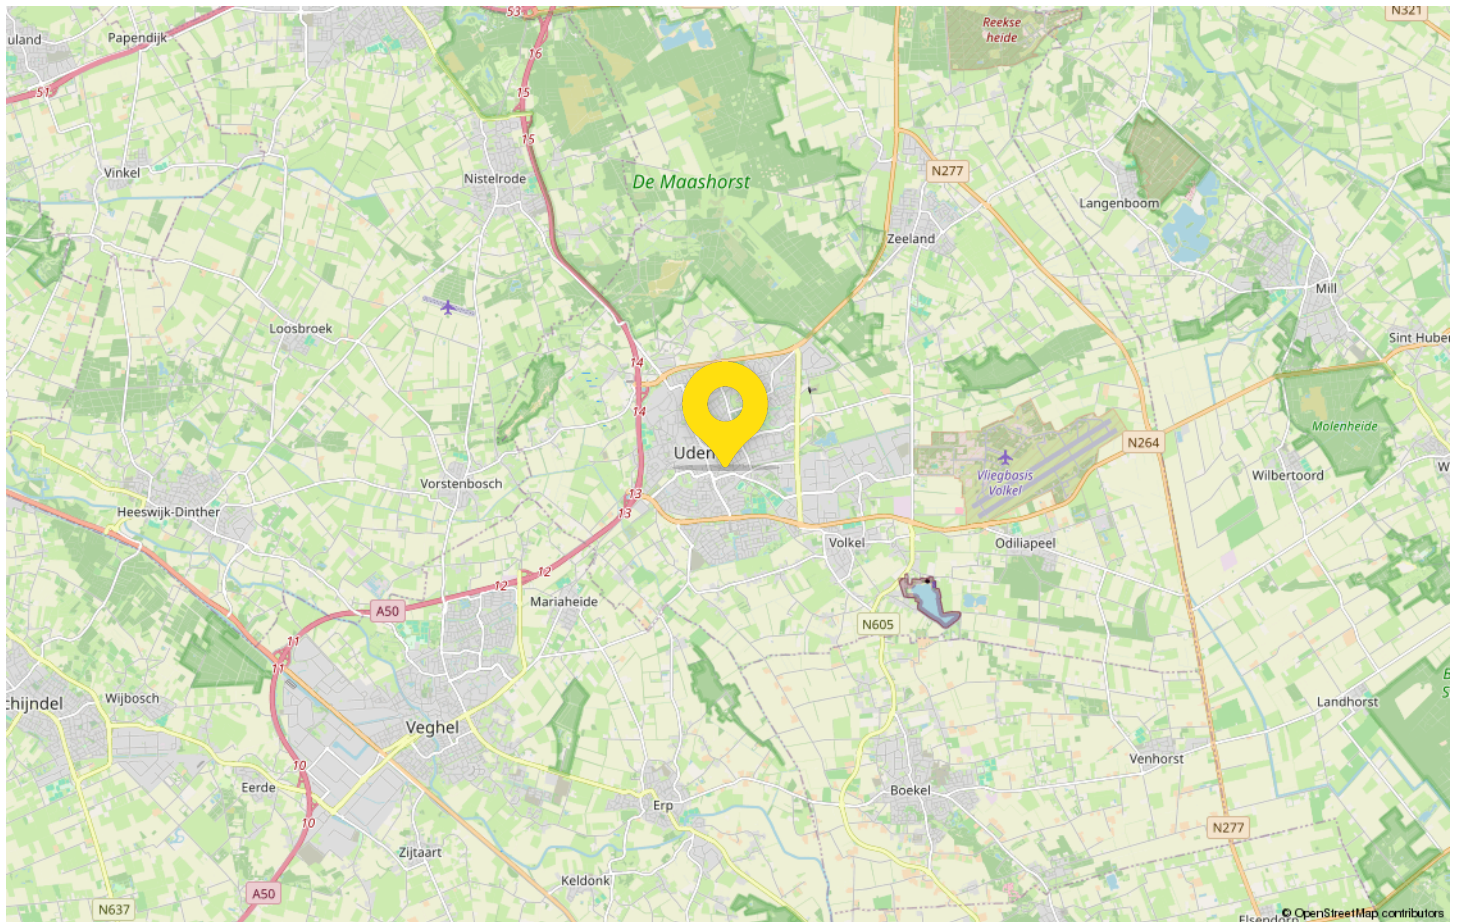 53
N321
Reekse
heide
uland
Papendijk
16
51
15
15
N277
Vinkel
Nistelrode
De Maashorst
Langenboom
Zeeland
Mill
Loosbroek
Sint Hube
14
14
Molenheide
N264
Uden
Vliegbasis
Volkel
Wilbertoord
W
Vorstenbosch
13
13
Heeswijk-Dinther
Volkel
Odiliapeel
12
12
Mariaheide
A50
N605
11
11
chijndel
Wijbosch
Landhorst
B
S
Veghel
Venhorst
10
Eerde
Boekel
Erp
10
N277
Zijtaart
Keldonk
A50
N637
Elsendorp
© OpenStreetMap contributors